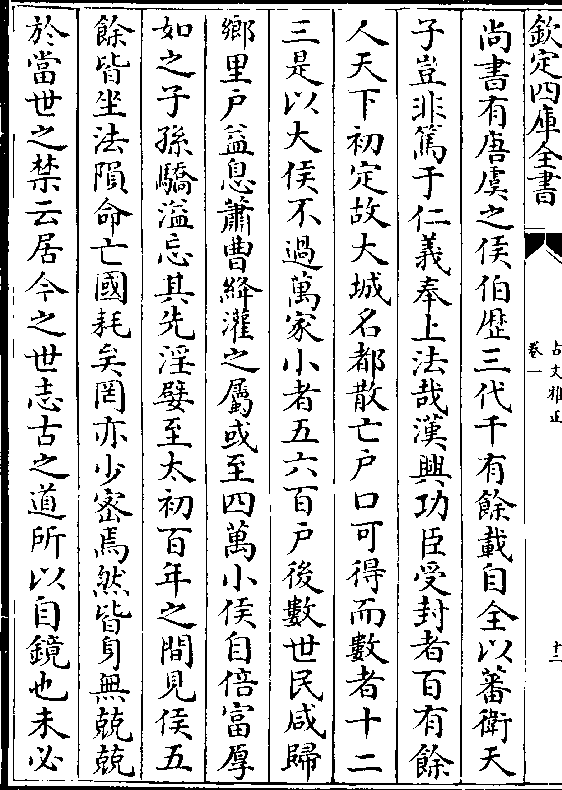 欽定四庫全書
古文雅正
卷一
十二
尚書有唐虞之侯伯歴三代千有餘載自全以蕃衛天
子豈非篤于仁義奉上法哉漢興功臣受封者百有餘
人天下初定故大城名都散亡户口可得而數者十二
三是以大侯不過萬家小者五六百户後數世民咸歸
鄉里户益息蕭曹絳灌之屬或至四萬小侯自倍富厚
如之子孫驕溢忘其先淫嬖至太初百年之間見侯五
餘皆坐法隕命亡國耗矣罔亦少宻焉然皆身無兢兢
於當世之禁云居今之世志古之道所以自鏡也未必